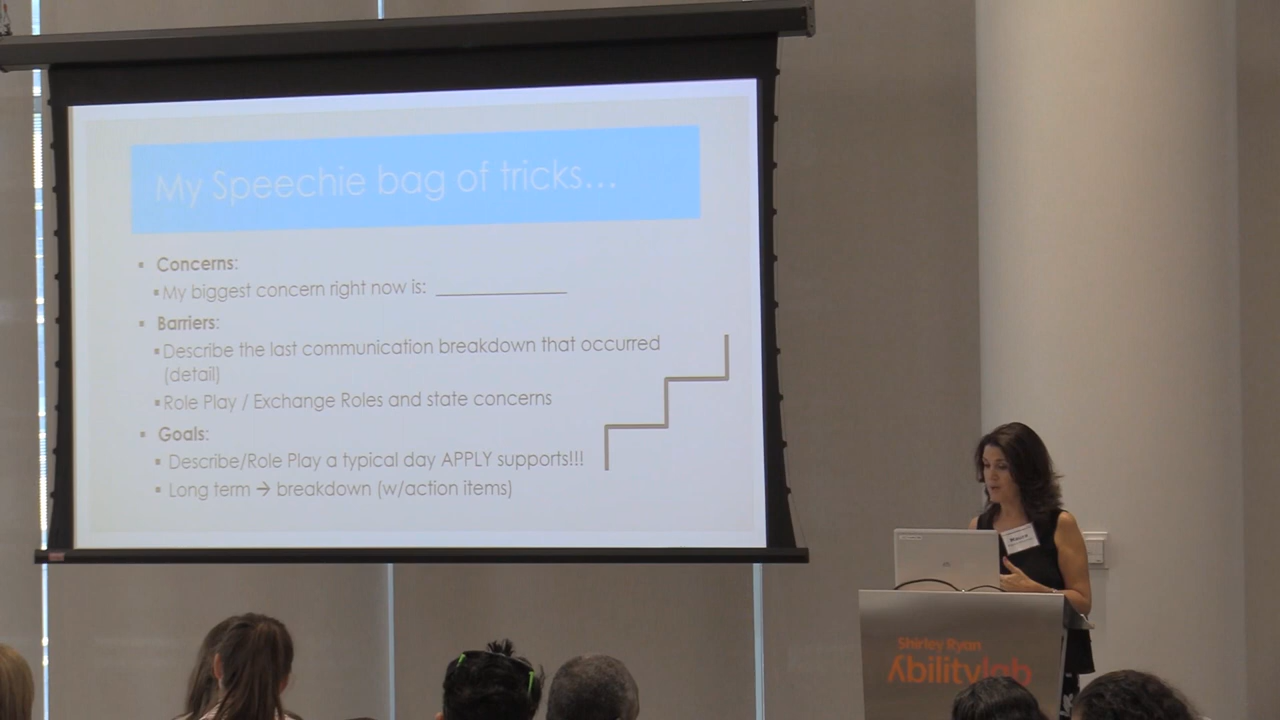 My Speechie bag of tricks...
▪ Concerns:
▪ My biggest concern right now is: ____________
▪ Barriers:
▪ Describe the last communication breakdown that occurred
(detail)
▪ Role Play / Exchange Roles and state concerns
▪ Goals:
▪ Describe/Role Play a typical day APPLY supports!!!
▪ Long term → breakdown (w/action items)
Shirley Ryan
Abilitylab